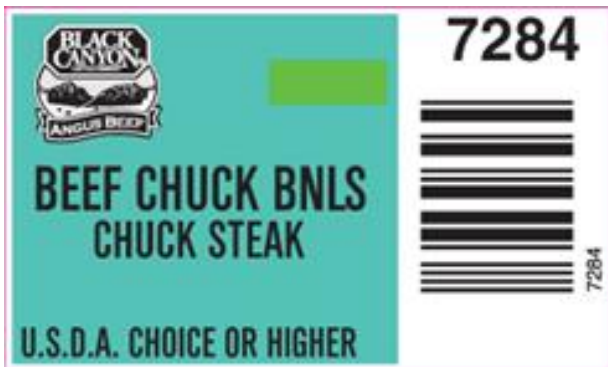 BLACK
CANYON
ANGUS BEEF
7284
BEEF CHUCK BNLS
CHUCK STEAK
7284
U.S.D.A. CHOICE OR HIGHER